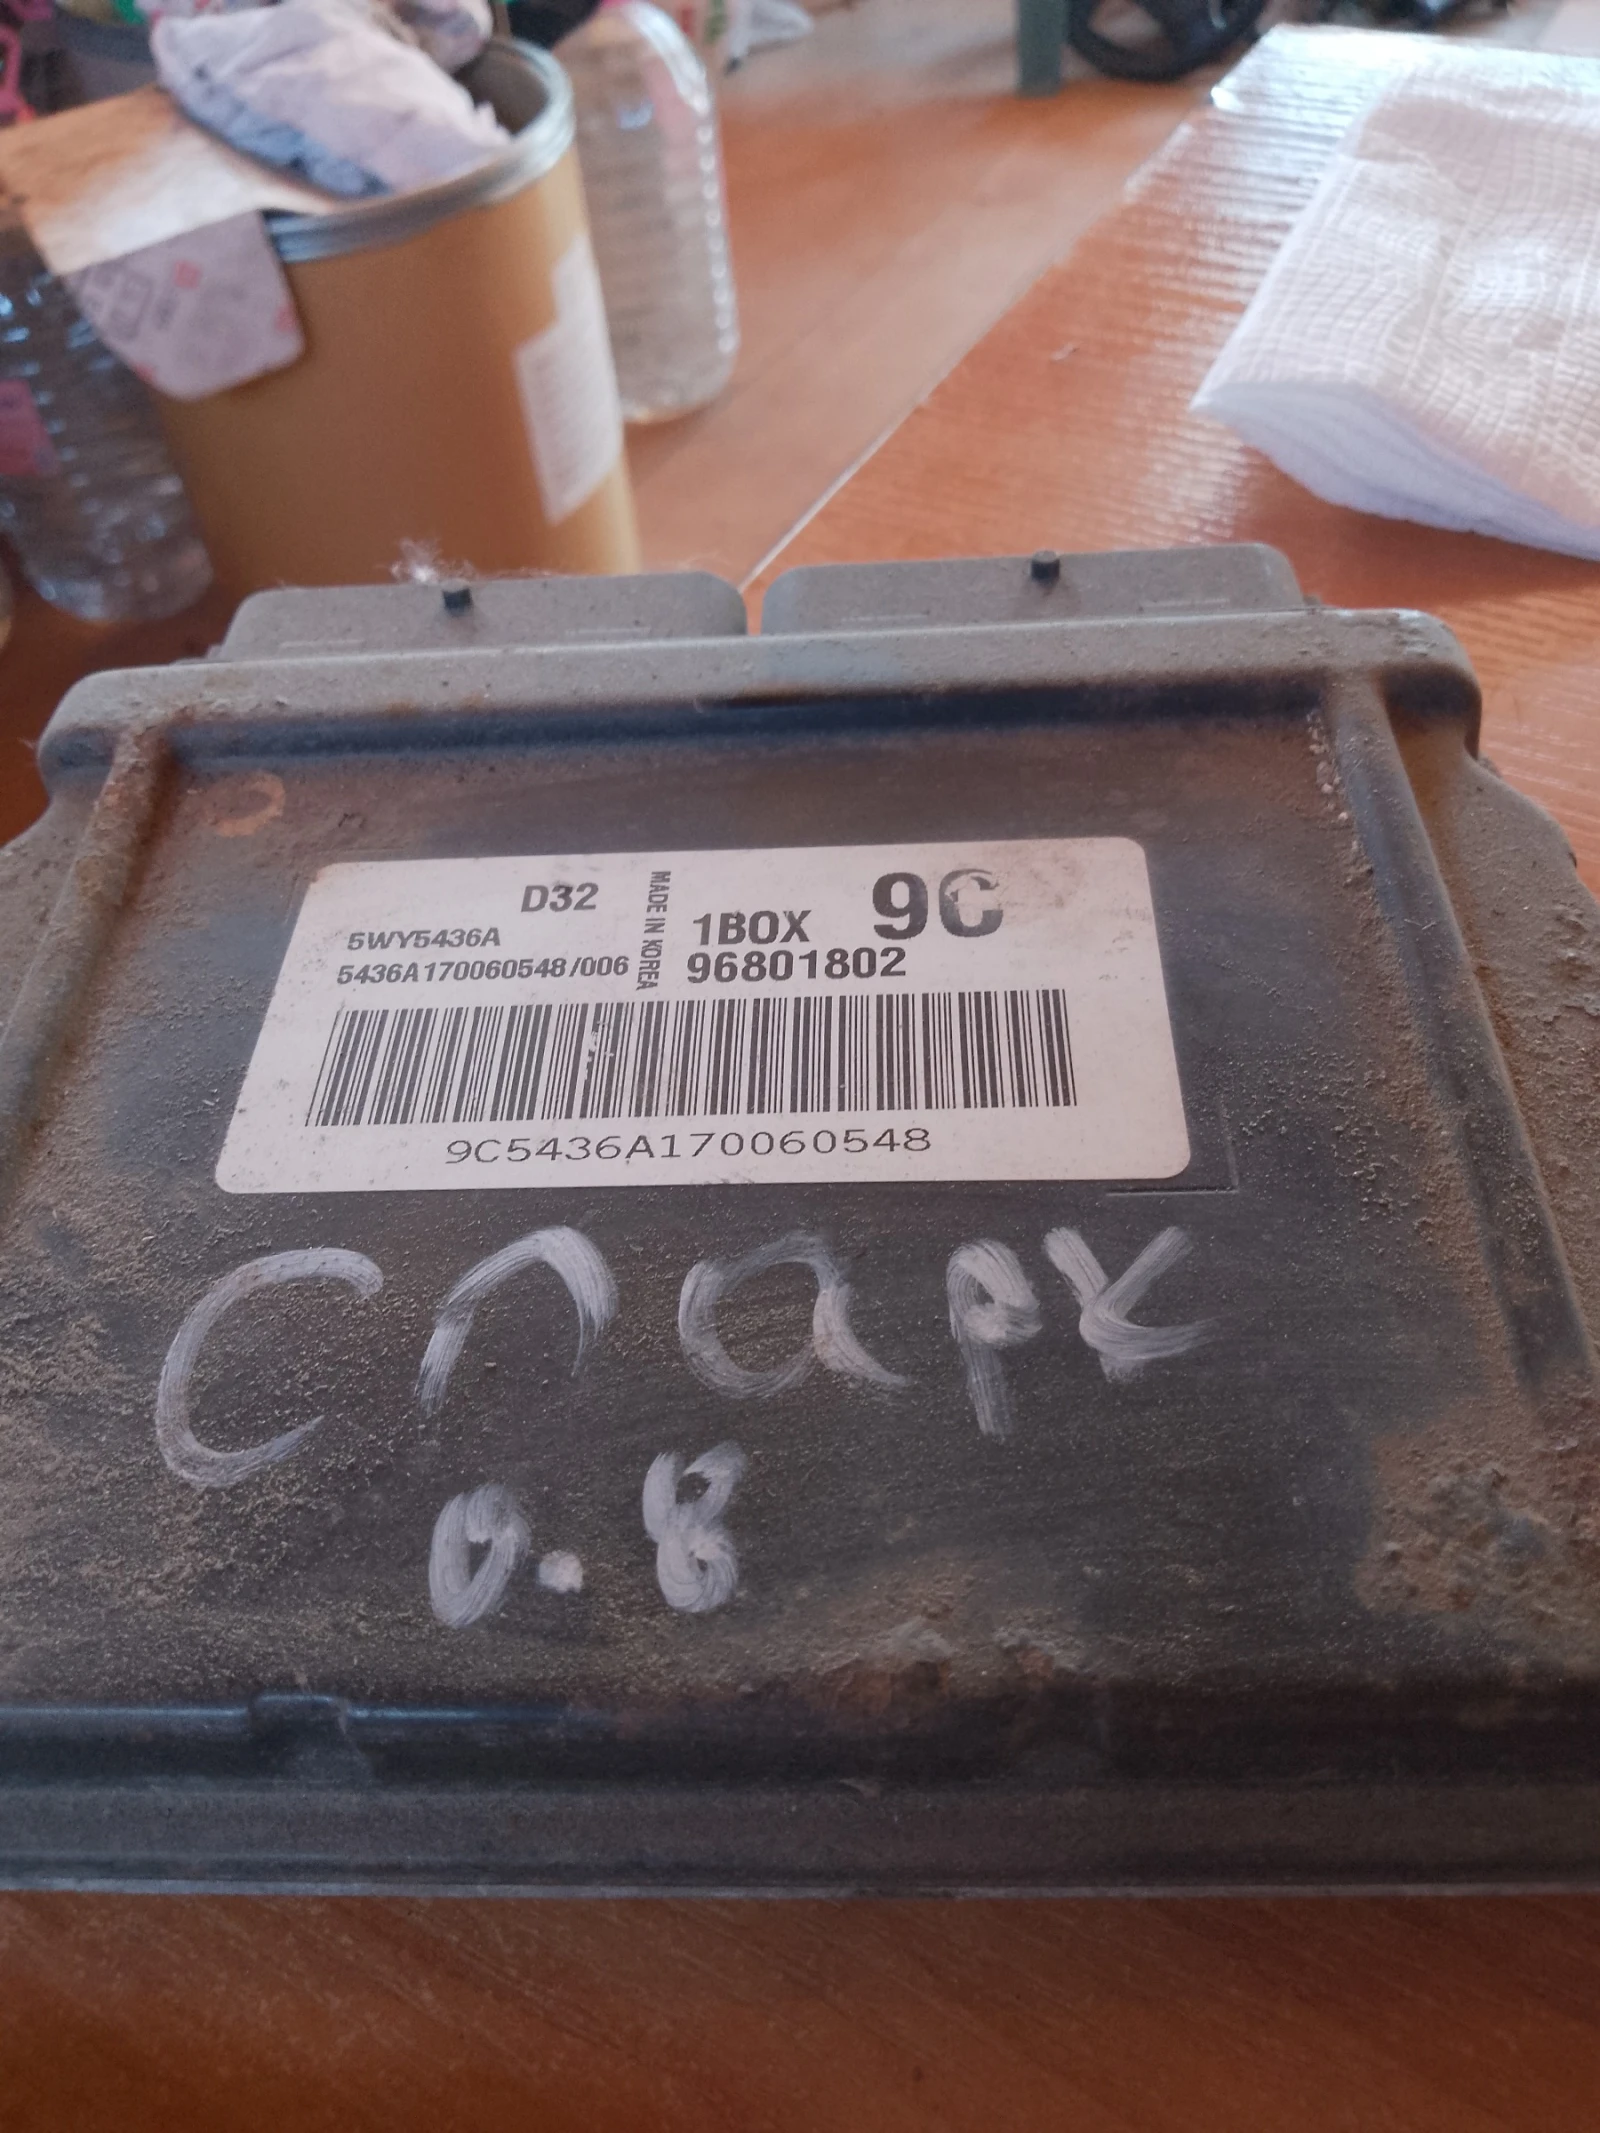 D32
5WY5436A
5436A170060548/006
MADE IN KOREA
9C
1BOX
96801802
9C5436A170060548
Спарк
0.8